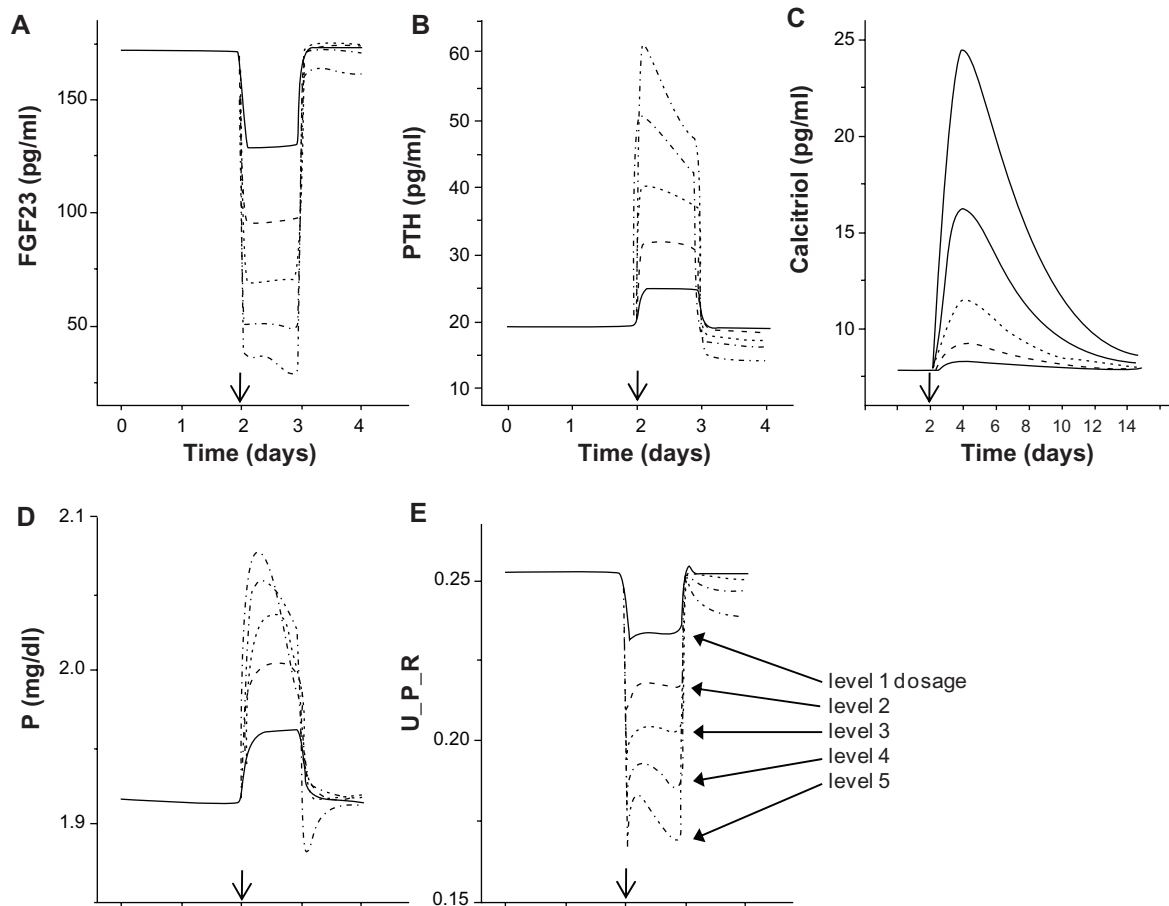 A
FGF23 (pg/ml)
150
100
50
0
1
2
3
4
Time (days)
B
PTH (pg/ml)
60
50
40
30
20
10
0
1
2
3
4
Time (days)
C
Calcitriol (pg/ml)
25
20
15
10
2
4
6
8
10
12
14
Time (days)
D
P (mg/dl)
2.1
2.0
1.9
E
U_P_R
0.25
0.20
0.15
level 1 dosage
level 2
level 3
level 4
level 5